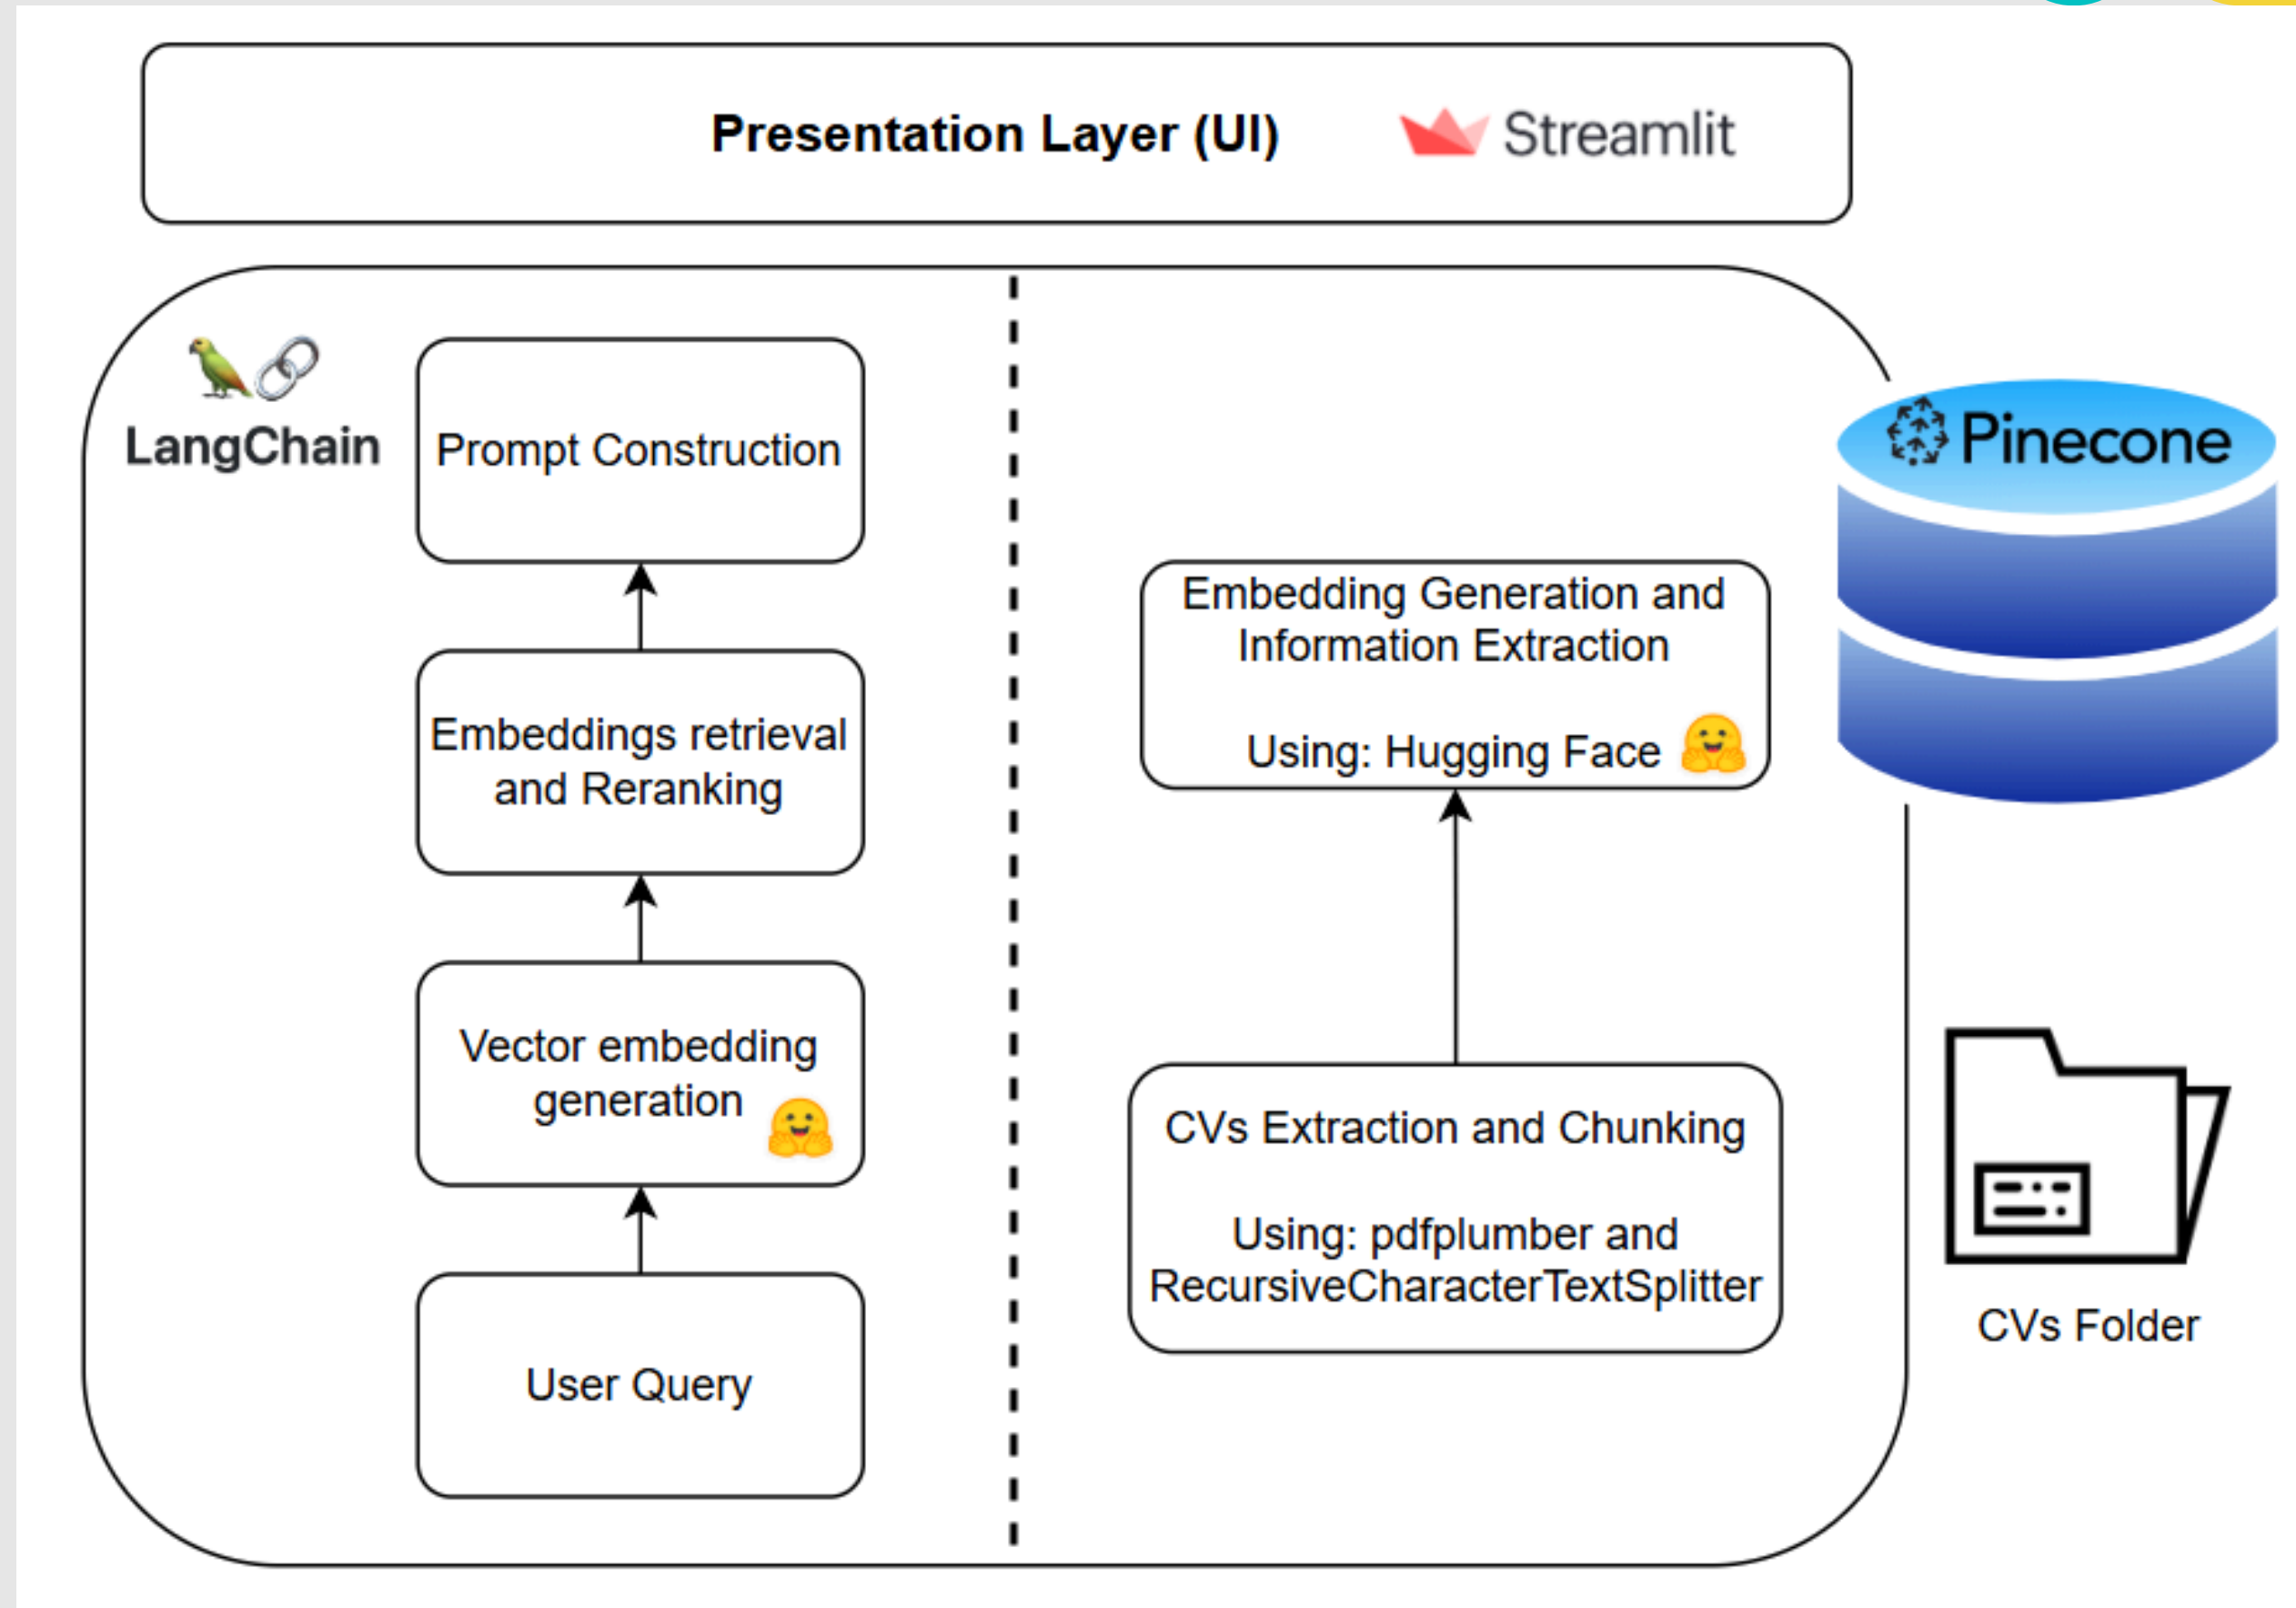 Presentation Layer (UI)
Streamlit
LangChain
Prompt Construction
Embeddings retrieval
and Reranking
Vector embedding
generation
User Query
Pinecone
Embedding Generation and
Information Extraction
Using: Hugging Face
CVs Extraction and Chunking
Using: pdfplumber and
RecursiveCharacterTextSplitter
CVs Folder